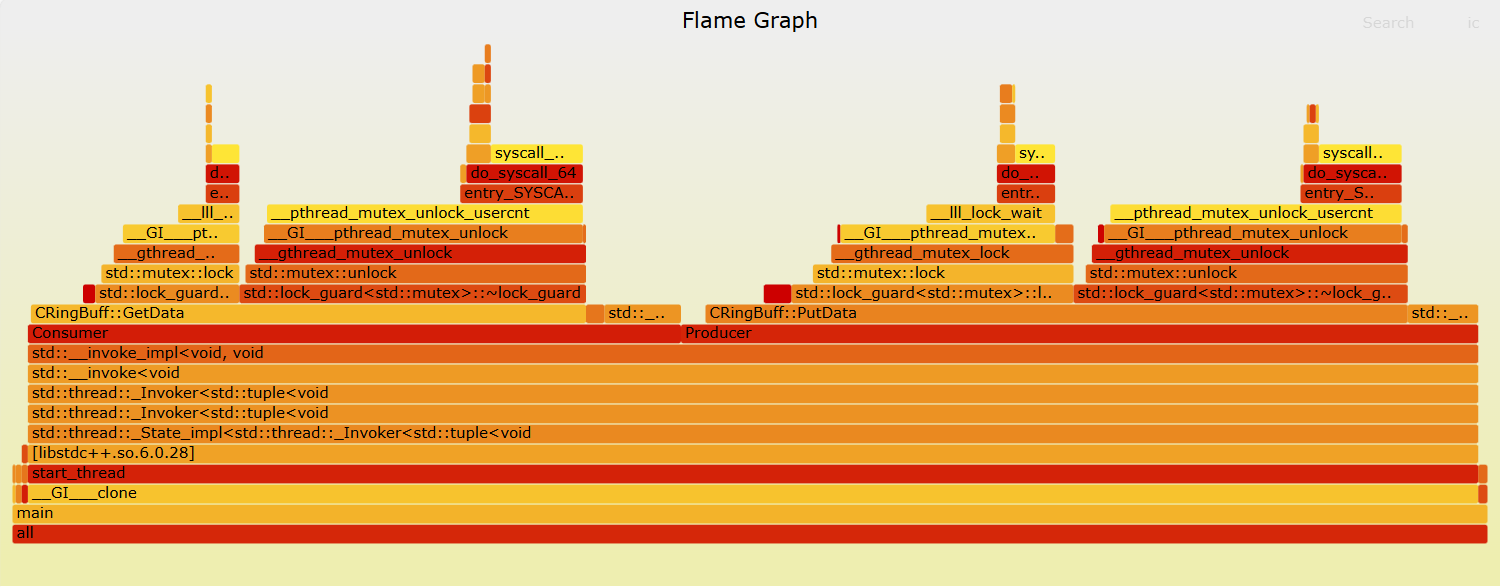 Flame Graph
Search ic
syscall_.. sy.. syscall..
d.. do_syscall_64 do_.. do_sysca..
e.. entry_SYSCA.. entr.. entry_S..
__lll_.. __pthread_mutex_unlock_usercnt __lll_lock_wait __pthread_mutex_unlock_usercnt
__GI___pt.. __GI___pthread_mutex_unlock __GI___pthread_mutex.. __GI___pthread_mutex_unlock
__gthread_.. __gthread_mutex_unlock __gthread_mutex_lock __gthread_mutex_unlock
std::mutex::lock std::mutex::unlock std::mutex::lock std::mutex::unlock
std::lock_guard.. std::lock_guard<std::mutex>::~lock_guard std::lock_guard<std::mutex>::l.. std::lock_guard<std::mutex>::~lock_g..
CRingBuff::GetData std::_.. CRingBuff::PutData std::_..
Consumer Producer
std::__invoke_impl<void, void
std::__invoke<void
std::thread::_Invoker<std::tuple<void
std::thread::_Invoker<std::tuple<void
std::thread::_State_impl<std::thread::_Invoker<std::tuple<void
[libstdc++.so.6.0.28]
start_thread
__GI___clone
main
all